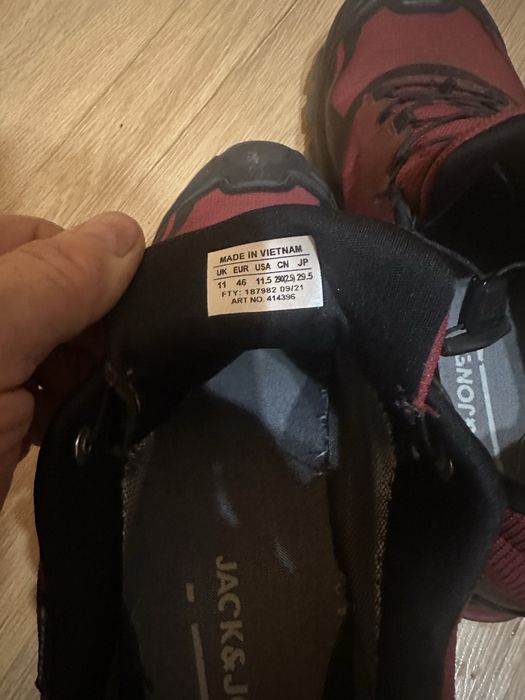 MADE IN VIETNAM
UK EUR USA CN JP
11 46 11.5 290(2.5) 29.5
FTY: 187982 09/21
ART NO. 414396
JACK&J
&JONE